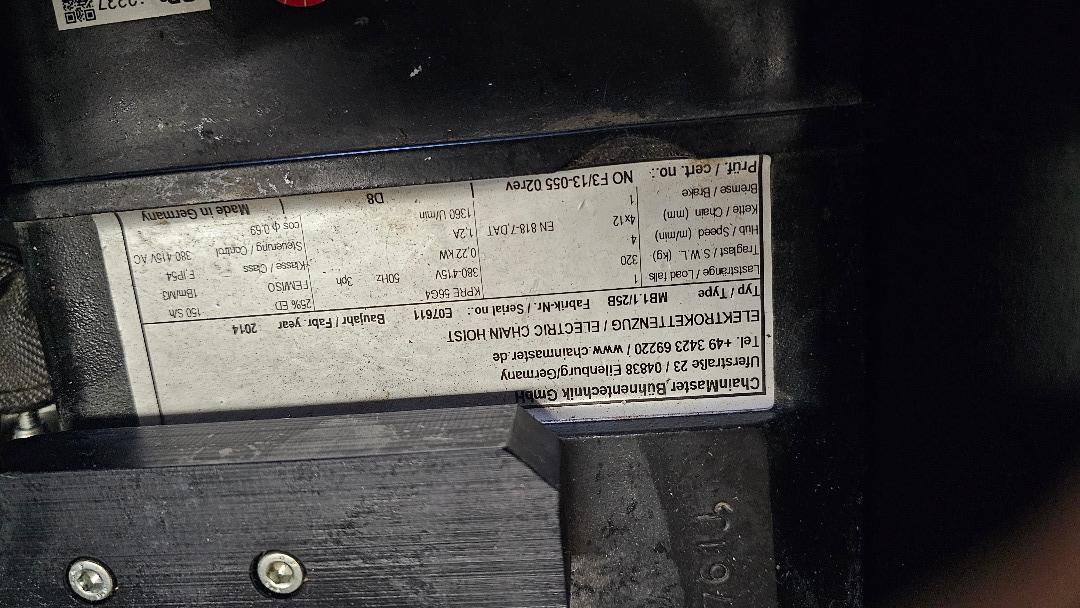 ChainMaster Bühnentechnik GmbH
Uferstraße 23 / 04838 Eilenburg/Germany
Tel. +49 3423 69220 / www.chainmaster.de
ELEKTROKETTENZUG / ELECTRIC CHAIN HOIST
Typ / Type MB1.1/25B Fabrik-Nr. / Serial no.: E07611 Baujahr / Fabr. year 2014
Laststränge / Load falls 1 KPRE 56G4 25% ED 150 S/h
Traglast / S.W.L. (kg) 320 380-415V 50Hz 3ph FEM/ISO 1Bm/M3
Hub / Speed (m/min) 4 0,22 kW Klasse / Class F,IP54
Kette / Chain (mm) 4x12 EN 818-7,DAT 1,2A Steuerung / Control 380-415V AC
Bremse / Brake 1 1360 U/min cos φ 0,69
Prüf. / cert. no.: NO F3/13-055 02rev D8 Made in Germany